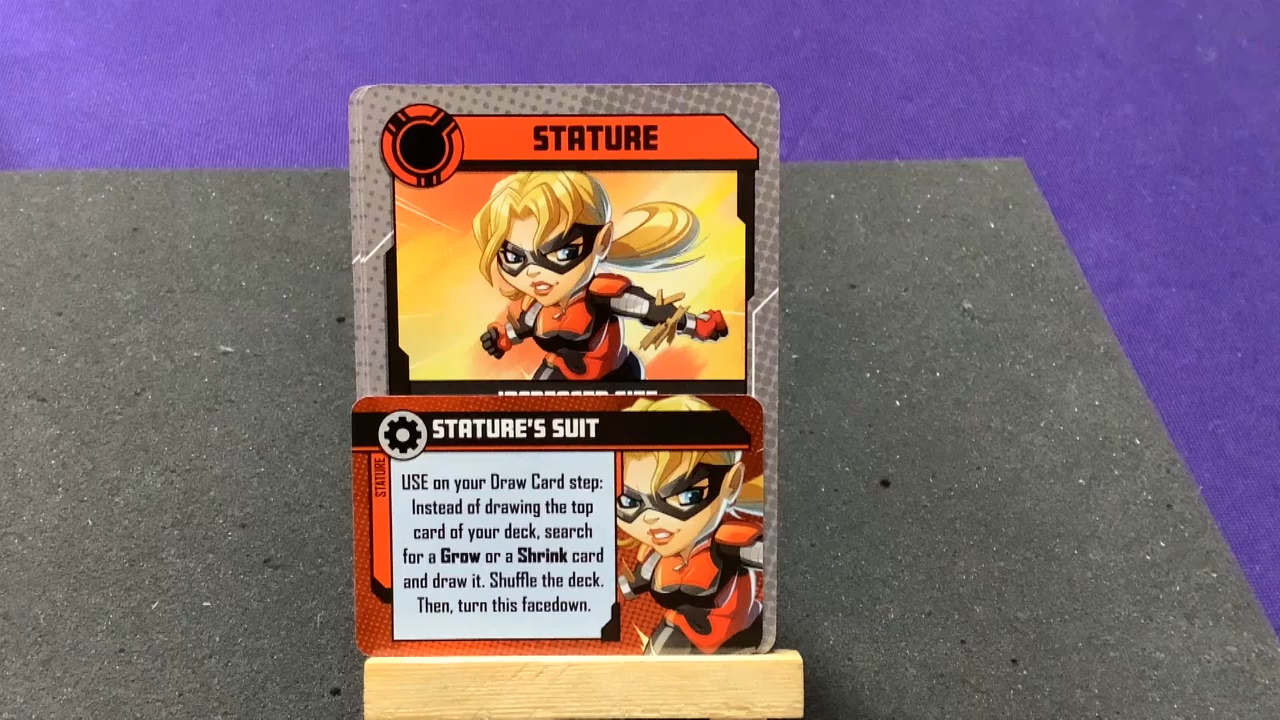 STATURE
STATURE'S SUIT
STATURE
USE on your Draw Card step:
Instead of drawing the top
card of your deck, search
for a Grow or a Shrink card
and draw it. Shuffle the deck.
Then, turn this facedown.